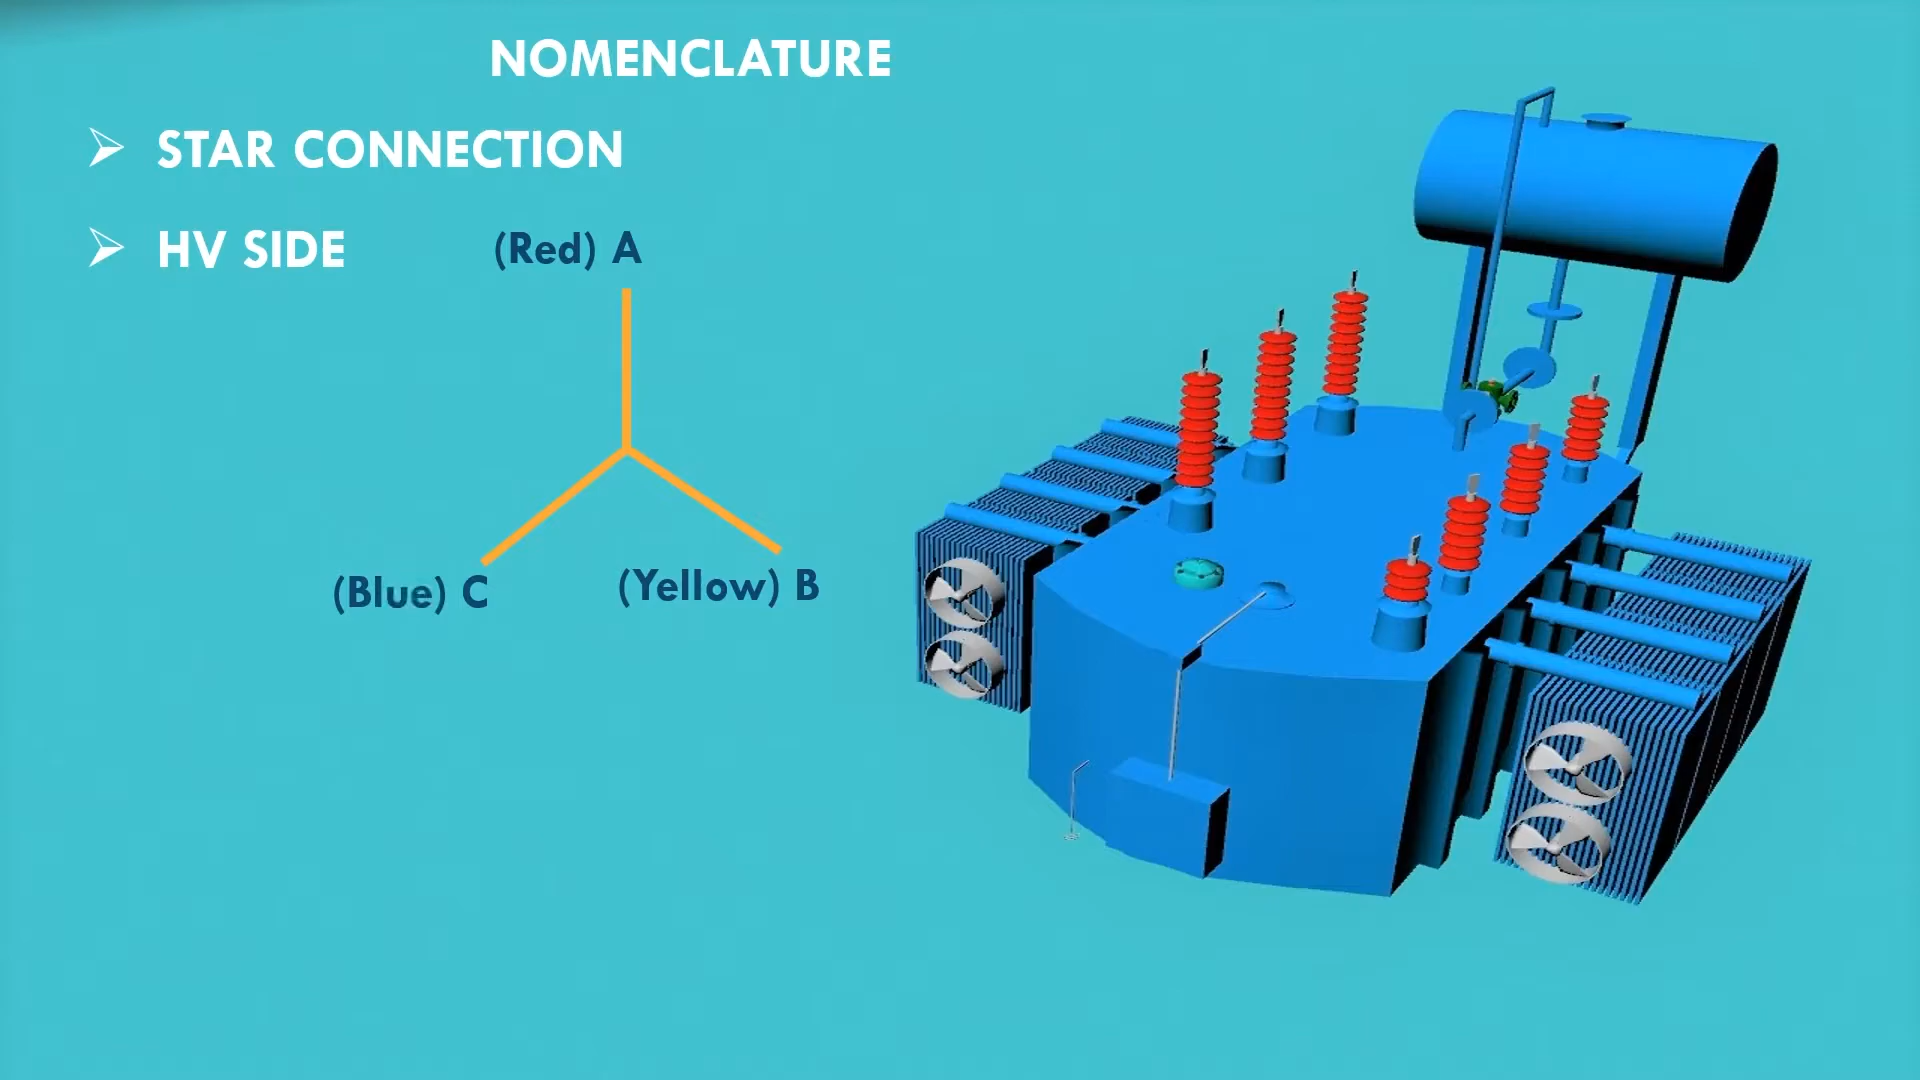 NOMENCLATURE
STAR CONNECTION
HV SIDE
(Red) A
(Blue) C
(Yellow) B